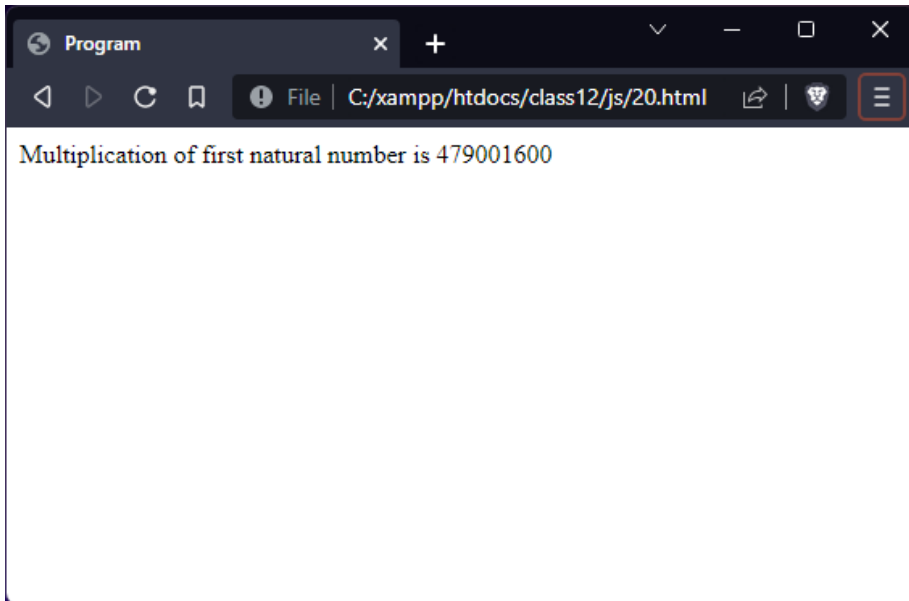 Program
File C:/xampp/htdocs/class12/js/20.html
Multiplication of first natural number is 479001600